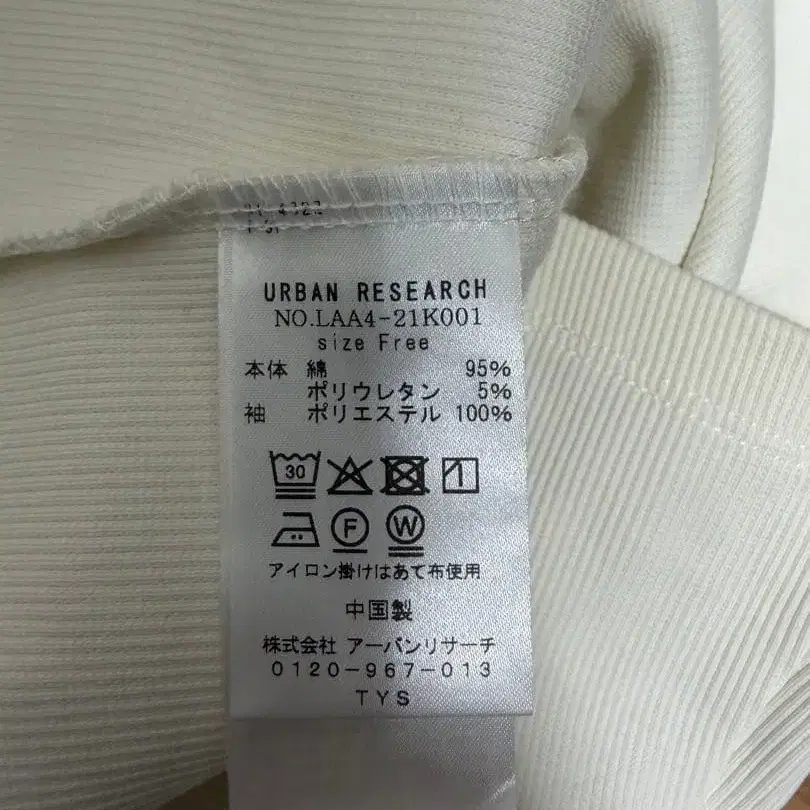 URBAN RESEARCH
NO.LAA4-21K001
size Free
本体 綿 95%
ポリウレタン 5%
袖 ポリエステル 100%
30
F W
アイロン掛けはあて布使用
中国製
株式会社 アーバンリサーチ
0120-967-013
TYS